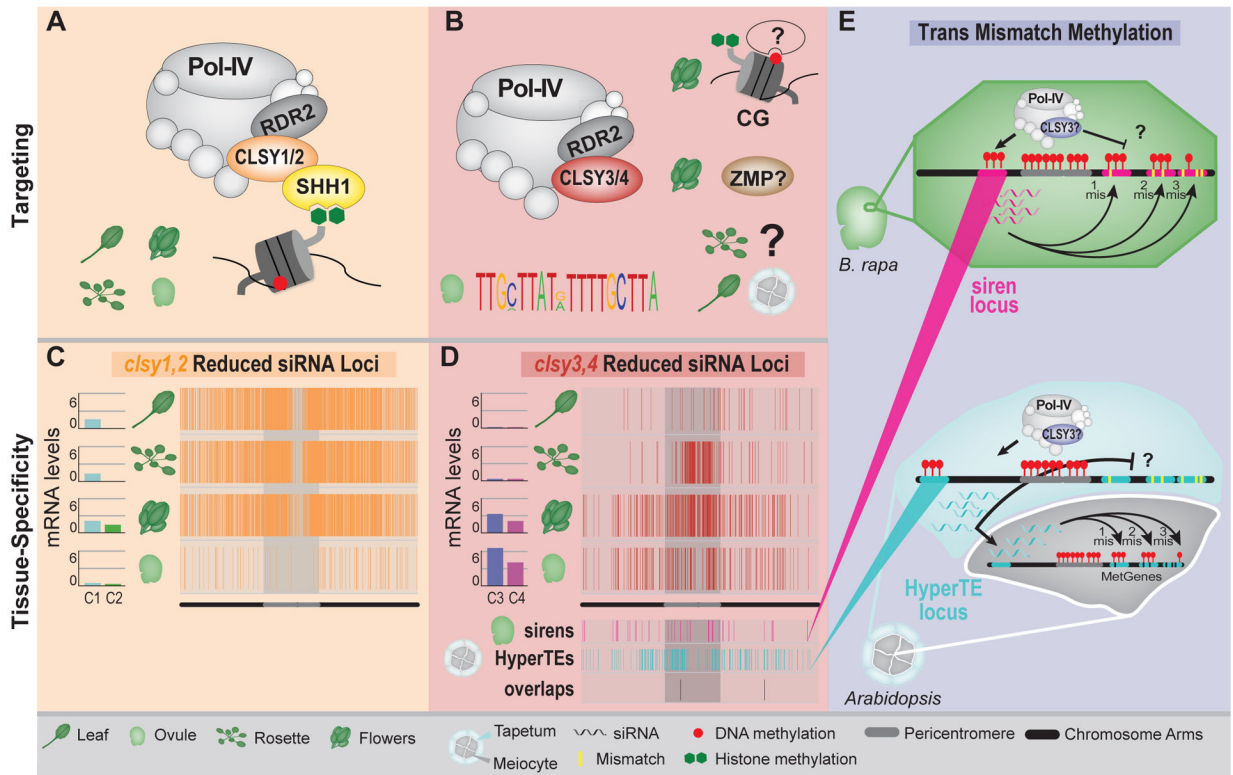 A
Pol-IV
RDR2
CLSY1/2
SHH1
Targeting
B
Pol-IV
RDR2
CLSY3/4
?
CG
ZMP?
?
TTGCTTATGTTTTGCTTA
C A
E
Trans Mismatch Methylation
Pol-IV
CLSY3?
?
1 mis
2 mis
3 mis
B. rapa
siren
locus
Pol-IV
CLSY3?
?
1 mis
2 mis
3 mis
MetGenes
HyperTE
locus
Arabidopsis
Tissue-Specificity
C
clsy1,2 Reduced siRNA Loci
mRNA levels
6
0
6
0
6
0
6
0
C1 C2
D
clsy3,4 Reduced siRNA Loci
mRNA levels
6
0
6
0
6
0
6
0
C3 C4
sirens
HyperTEs
overlaps
Leaf
Ovule
Rosette
Flowers
Tapetum
Meiocyte
siRNA
Mismatch
DNA methylation
Histone methylation
Pericentromere
Chromosome Arms